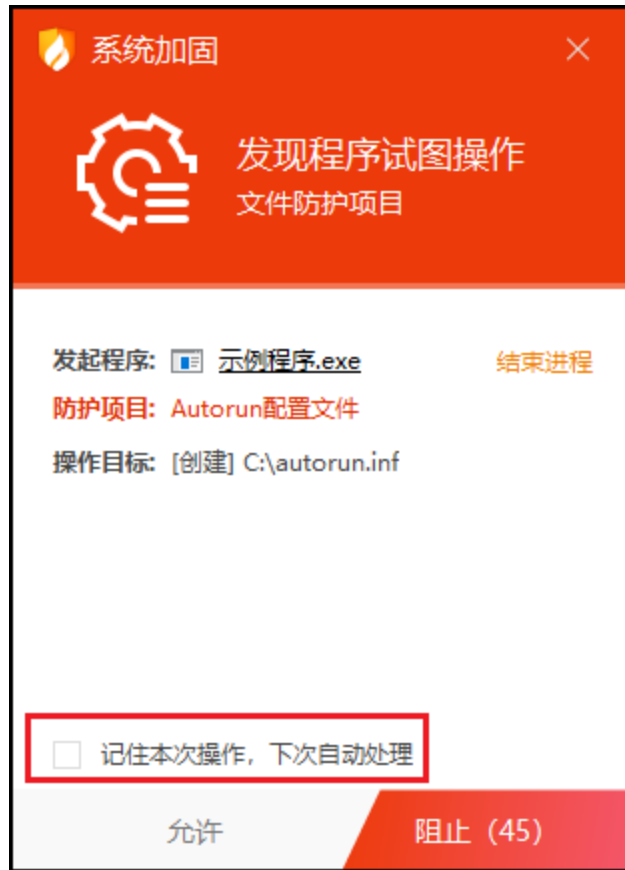 系统加固
发现程序试图操作
文件防护项目
发起程序: 示例程序.exe 结束进程
防护项目: Autorun配置文件
操作目标: [创建] C:\autorun.inf
记住本次操作，下次自动处理
允许 阻止（45）